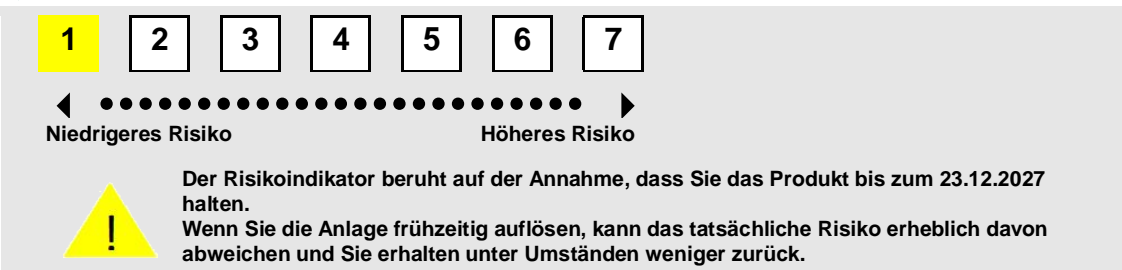 1 2 3 4 5 6 7
Niedrigeres Risiko Höheres Risiko
Der Risikoindikator beruht auf der Annahme, dass Sie das Produkt bis zum 23.12.2027
halten.
Wenn Sie die Anlage frühzeitig auflösen, kann das tatsächliche Risiko erheblich davon
abweichen und Sie erhalten unter Umständen weniger zurück.
!